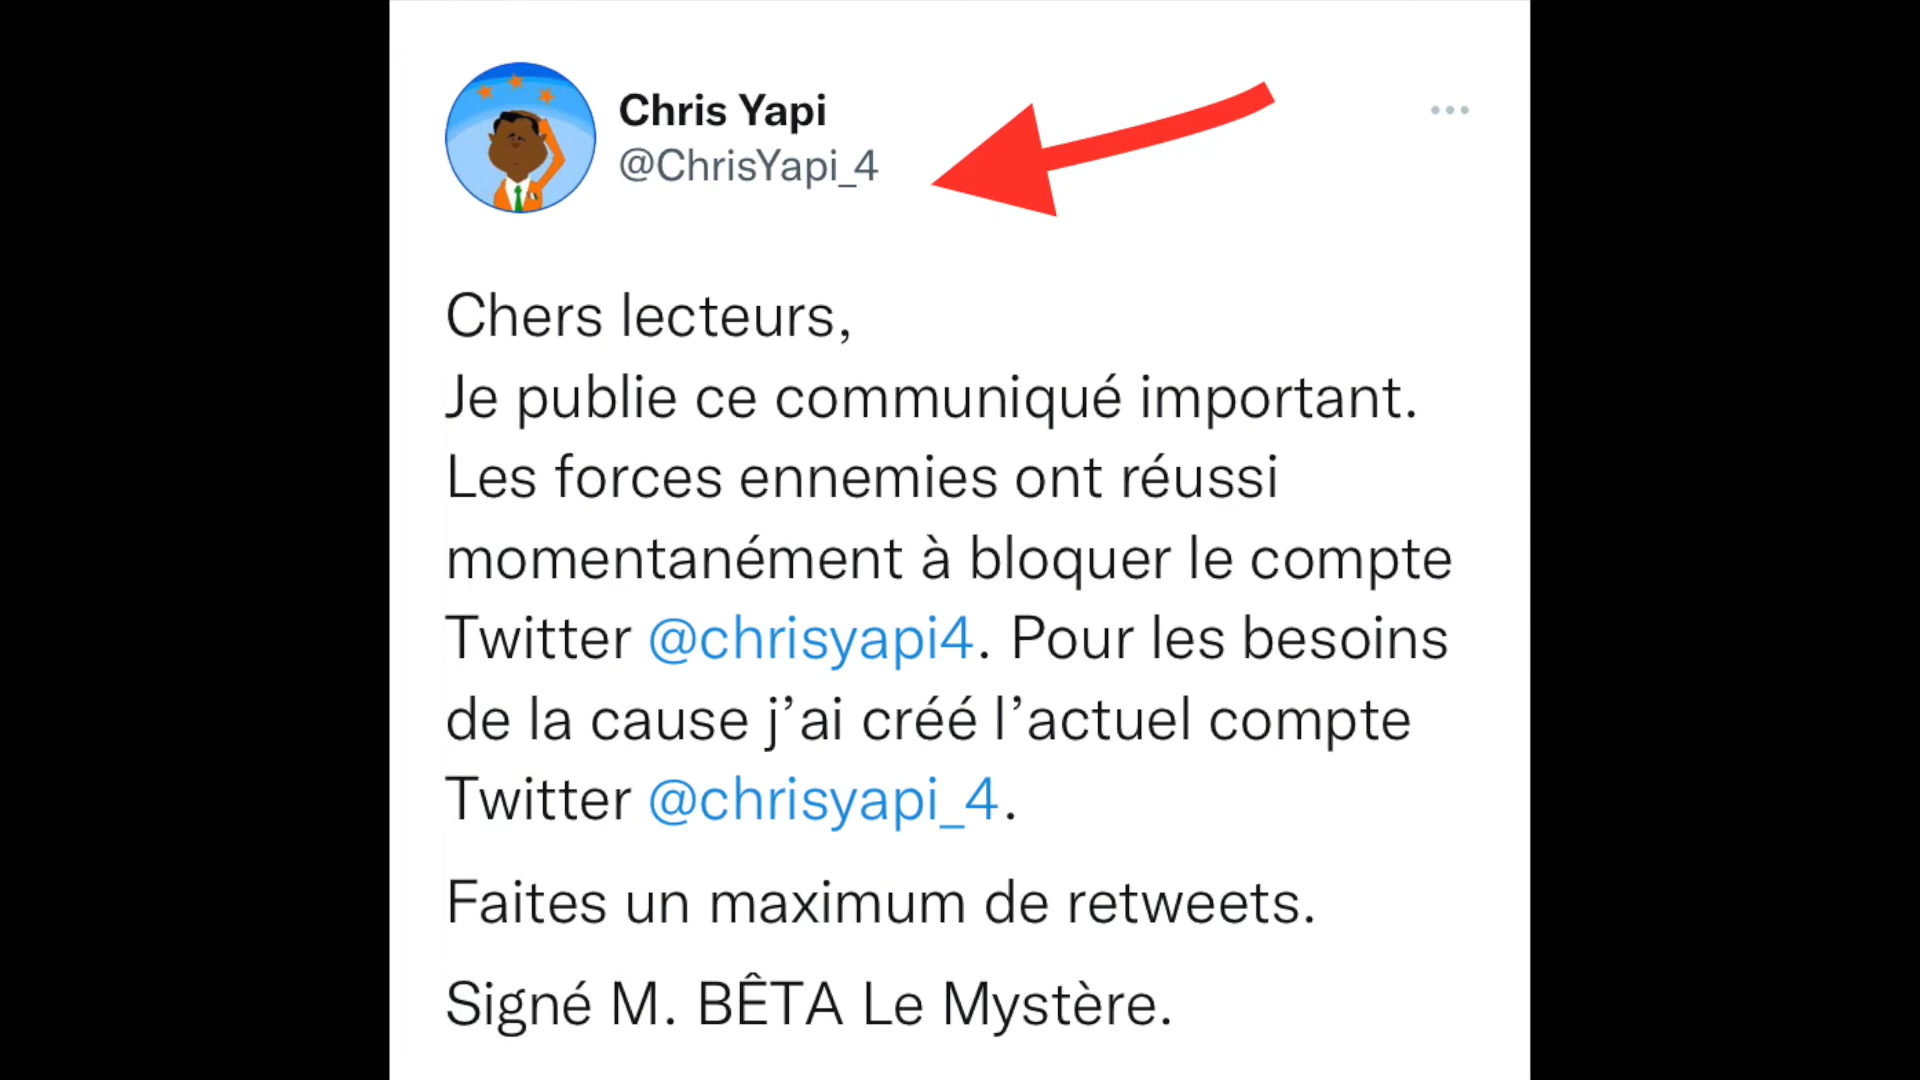 Chris Yapi
@ChrisYapi_4
Chers lecteurs,
Je publie ce communiqué important.
Les forces ennemies ont réussi
momentanément à bloquer le compte
Twitter @chrisyapi4. Pour les besoins
de la cause j’ai créé l’actuel compte
Twitter @chrisyapi_4.
Faites un maximum de retweets.
Signé M. BÊTA Le Mystère.